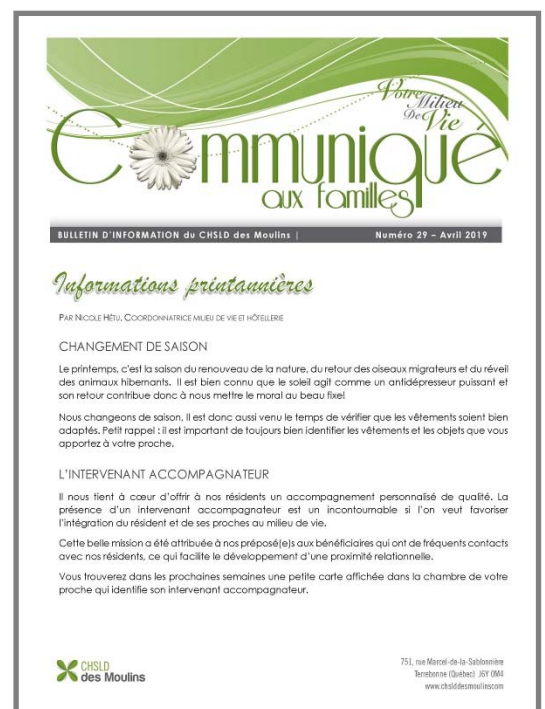 Votre Milieu
De Vie
Communiqué
aux familles
BULLETIN D'INFORMATION du CHSLD des Moulins |
Numéro 29 – Avril 2019
Informations printannières
PAR NICOLE HÉTU, COORDONNATRICE MILIEU DE VIE ET HÔTELLERIE
CHANGEMENT DE SAISON
Le printemps, c'est la saison du renouveau de la nature, du retour des oiseaux migrateurs et du réveil
des animaux hibernants. Il est bien connu que le soleil agit comme un antidépresseur puissant et
son retour contribue donc à nous mettre le moral au beau fixe!
Nous changeons de saison, il est donc aussi venu le temps de vérifier que les vêtements soient bien
adaptés. Petit rappel : il est important de toujours bien identifier les vêtements et les objets que vous
apportez à votre proche.
L'INTERVENANT ACCOMPAGNATEUR
Il nous tient à cœur d'offrir à nos résidents un accompagnement personnalisé de qualité. La
présence d'un intervenant accompagnateur est un incontournable si l'on veut favoriser
l'intégration du résident et de ses proches au milieu de vie.
Cette belle mission a été attribuée à nos préposé(e)s aux bénéficiaires qui ont de fréquents contacts
avec nos résidents, ce qui facilite le développement d'une proximité relationnelle.
Vous trouverez dans les prochaines semaines une petite carte affichée dans la chambre de votre
proche qui identifie son intervenant accompagnateur.
CHSLD
des Moulins
751, rue Marcel-de-la-Sablonnière
Terrebonne (Québec) J6Y 0M4
www.chslddesmoulinscom